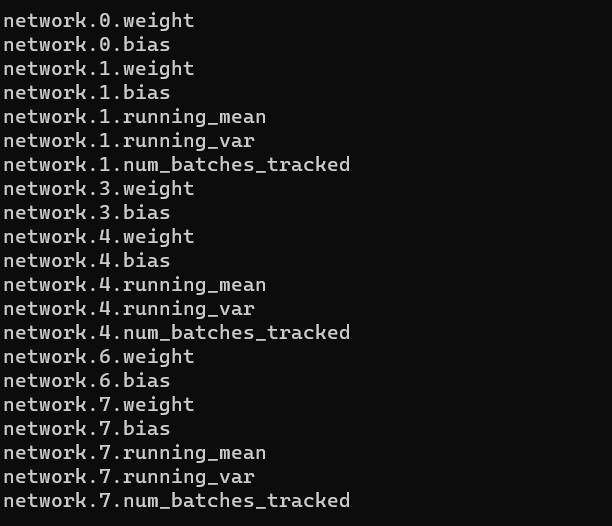 network.0.weight
network.0.bias
network.1.weight
network.1.bias
network.1.running_mean
network.1.running_var
network.1.num_batches_tracked
network.3.weight
network.3.bias
network.4.weight
network.4.bias
network.4.running_mean
network.4.running_var
network.4.num_batches_tracked
network.6.weight
network.6.bias
network.7.weight
network.7.bias
network.7.running_mean
network.7.running_var
network.7.num_batches_tracked